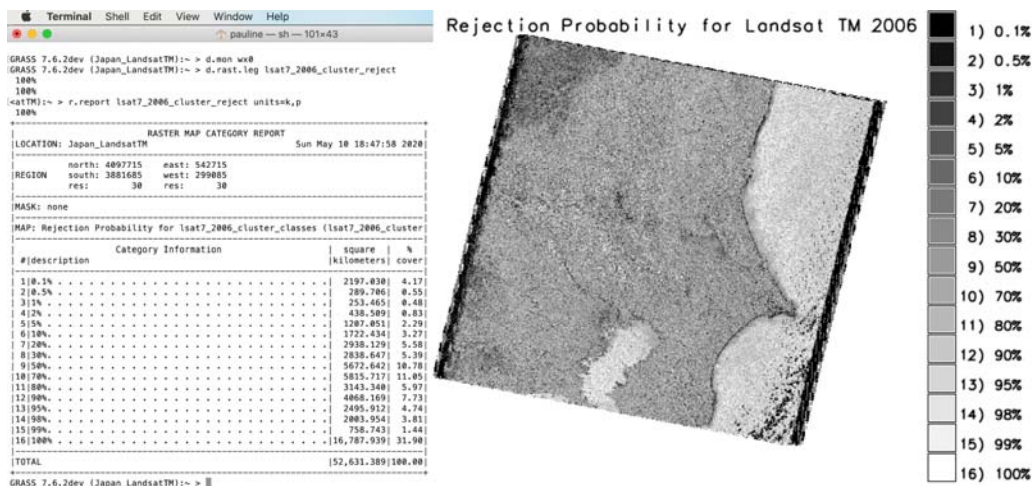 Terminal Shell Edit View Window Help
pauline — sh — 101×43
GRASS 7.6.2dev (Japan_LandsatTM):~ > d.mon wx0
GRASS 7.6.2dev (Japan_LandsatTM):~ > d.rast.leg lsat7_2006_cluster_reject
100%
100%
<atTM):~ > r.report lsat7_2006_cluster_reject units=k,p
100%
RASTER MAP CATEGORY REPORT
|LOCATION: Japan_LandsatTM Sun May 10 18:47:58 2020|
| north: 4097715 east: 542715
|REGION south: 3881685 west: 299085
| res: 30 res: 30
|MASK: none
|MAP: Rejection Probability for lsat7_2006_cluster_classes (lsat7_2006_cluster|
| Category Information | square | % |
| #|description |kilometers| cover|
| 1|0.1% . . . . . . . . . . . . . . . . . . . . . . . . . . .| 2197.030| 4.17|
| 2|0.5% . . . . . . . . . . . . . . . . . . . . . . . . . . .| 289.706| 0.55|
| 3|1% . . . . . . . . . . . . . . . . . . . . . . . . . . . .| 253.465| 0.48|
| 4|2% . . . . . . . . . . . . . . . . . . . . . . . . . . . .| 438.509| 0.83|
| 5|5% . . . . . . . . . . . . . . . . . . . . . . . . . . . .| 1207.051| 2.29|
| 6|10%. . . . . . . . . . . . . . . . . . . . . . . . . . . .| 1722.434| 3.27|
| 7|20%. . . . . . . . . . . . . . . . . . . . . . . . . . . .| 2938.129| 5.58|
| 8|30%. . . . . . . . . . . . . . . . . . . . . . . . . . . .| 2838.647| 5.39|
| 9|50%. . . . . . . . . . . . . . . . . . . . . . . . . . . .| 5672.642| 10.78|
|10|70%. . . . . . . . . . . . . . . . . . . . . . . . . . . .| 5815.717| 11.05|
|11|80%. . . . . . . . . . . . . . . . . . . . . . . . . . . .| 3143.340| 5.97|
|12|90%. . . . . . . . . . . . . . . . . . . . . . . . . . . .| 4068.169| 7.73|
|13|95%. . . . . . . . . . . . . . . . . . . . . . . . . . . .| 2495.912| 4.74|
|14|98%. . . . . . . . . . . . . . . . . . . . . . . . . . . .| 2003.954| 3.81|
|15|99%. . . . . . . . . . . . . . . . . . . . . . . . . . . .| 758.743| 1.44|
|16|100% . . . . . . . . . . . . . . . . . . . . . . . . . . .|16,787.939| 31.90|
|TOTAL |52,631.389|100.00|
GRASS 7.6.2dev (Japan_LandsatTM):~ >
Rejection Probability for Landsat TM 2006
1) 0.1%
2) 0.5%
3) 1%
4) 2%
5) 5%
6) 10%
7) 20%
8) 30%
9) 50%
10) 70%
11) 80%
12) 90%
13) 95%
14) 98%
15) 99%
16) 100%